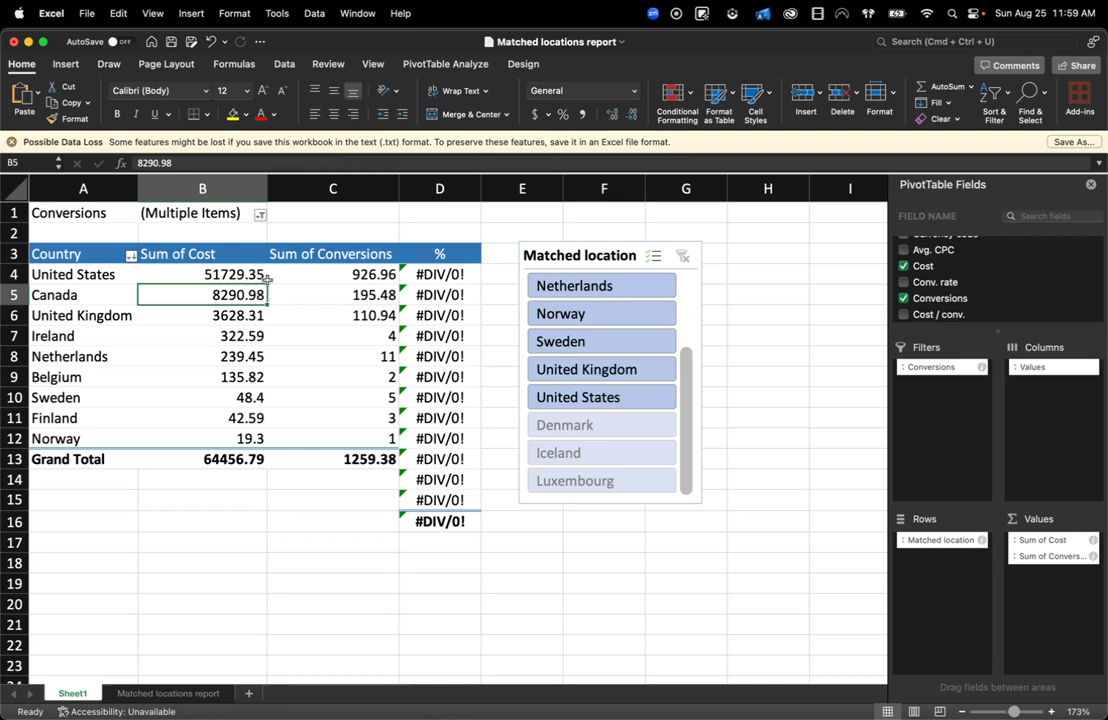 Excel File Edit View Insert Format Tools Data Window Help zm Sun Aug 25 11:59 AM
AutoSave OFF Matched locations report Search (Cmd + Ctrl + U)
Home Insert Draw Page Layout Formulas Data Review View PivotTable Analyze Design Comments Share
Paste Cut Copy Format Calibri (Body) 12 B I U Wrap Text Merge & Center General $ % Conditional Formatting Format as Table Cell Styles Insert Delete Format AutoSum Fill Clear Sort & Filter Find & Select Add-ins
Possible Data Loss Some features might be lost if you save this workbook in the text (.txt) format. To preserve these features, save it in an Excel file format. Save As...
B5 fx 8290.98
A B C D E F G H I
1 Conversions (Multiple Items)
2
3 Country Sum of Cost Sum of Conversions %
4 United States 51729.35 926.96 #DIV/0!
5 Canada 8290.98 195.48 #DIV/0!
6 United Kingdom 3628.31 110.94 #DIV/0!
7 Ireland 322.59 4 #DIV/0!
8 Netherlands 239.45 11 #DIV/0!
9 Belgium 135.82 2 #DIV/0!
10 Sweden 48.4 5 #DIV/0!
11 Finland 42.59 3 #DIV/0!
12 Norway 19.3 1 #DIV/0!
13 Grand Total 64456.79 1259.38 #DIV/0!
14 #DIV/0!
15 #DIV/0!
16 #DIV/0!
17
18
19
20
21
22
23
Matched location
Netherlands
Norway
Sweden
United Kingdom
United States
Denmark
Iceland
Luxembourg
PivotTable Fields
FIELD NAME Search fields
Avg. CPC
Cost
Conv. rate
Conversions
Cost / conv.
Filters Columns
Conversions Values
Rows Values
Matched location Sum of Cost
Sum of Convers...
Drag fields between areas
Sheet1 Matched locations report +
Ready Accessibility: Unavailable 173%